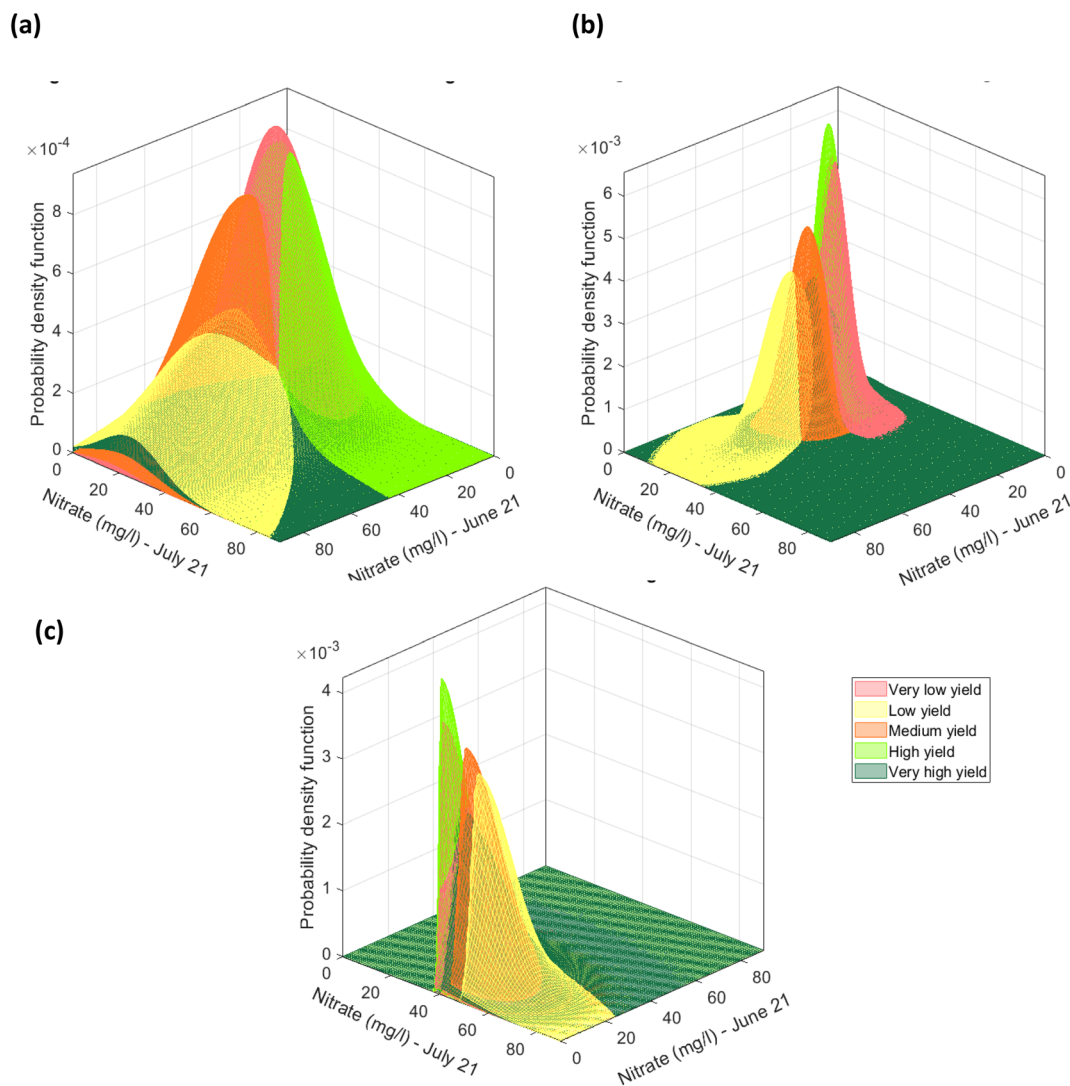 (a)
(b)
×10⁻⁴
Probability density function
8
6
4
2
0
0
20
40
60
80
Nitrate (mg/l) - July 21
80
60
40
20
0
Nitrate (mg/l) - June 21
×10⁻³
Probability density function
6
5
4
3
2
1
0
0
20
40
60
80
Nitrate (mg/l) - July 21
80
60
40
20
0
Nitrate (mg/l) - June 21
(c)
×10⁻³
Probability density function
4
3
2
1
0
0
20
40
60
80
Nitrate (mg/l) - July 21
0
20
40
60
80
Nitrate (mg/l) - June 21
Very low yield
Low yield
Medium yield
High yield
Very high yield